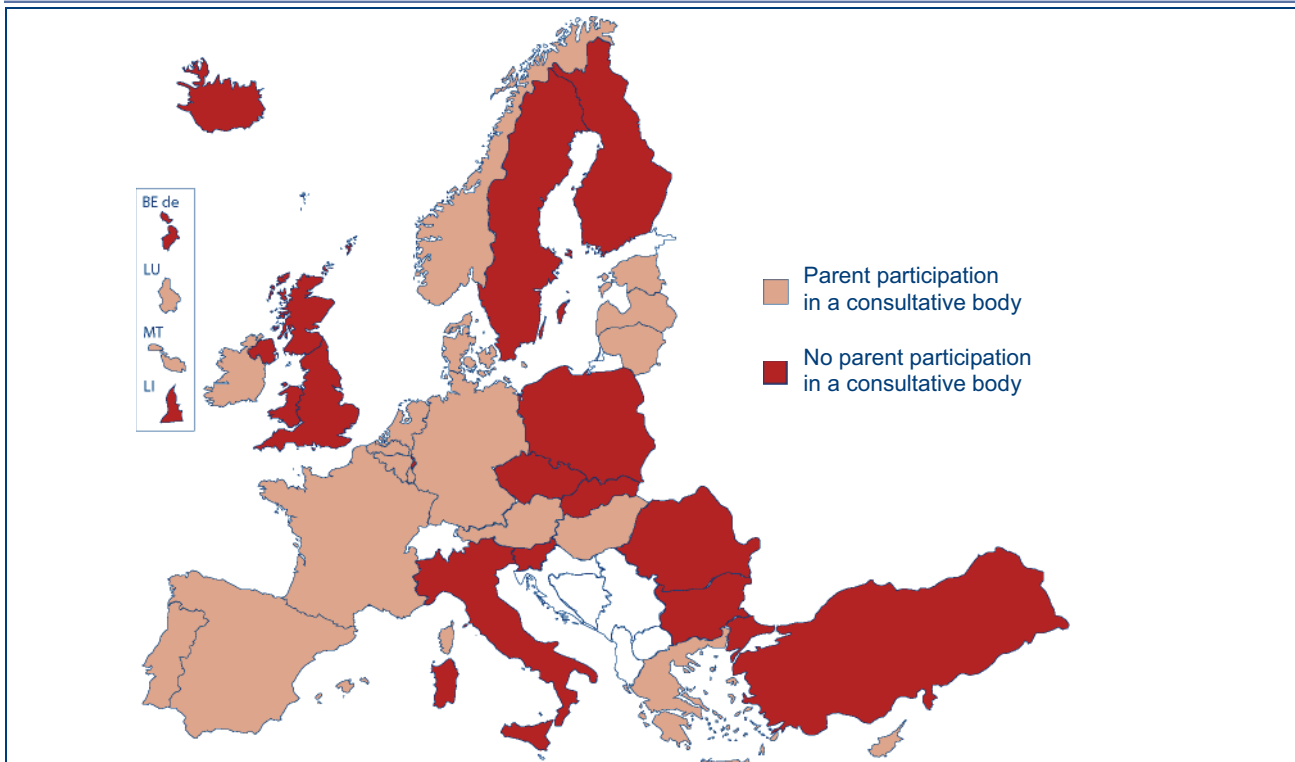 BE de
LU
MT
LI
Parent participation
in a consultative body
No parent participation
in a consultative body